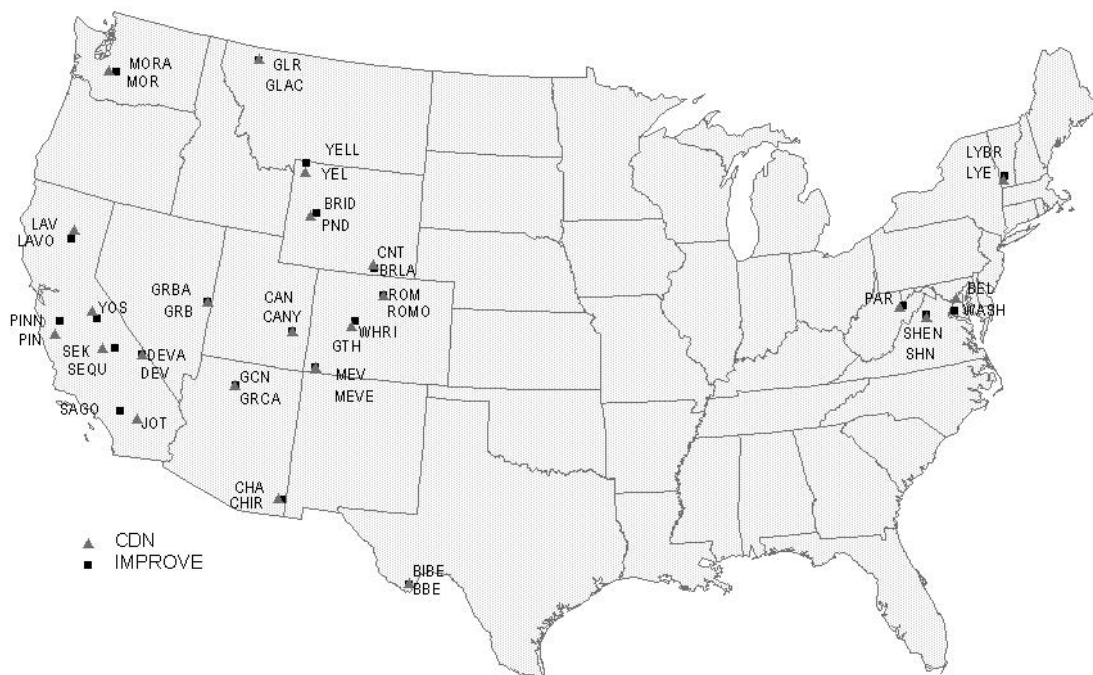 MORA
MOR
GLR
GLAC
YELL
YEL
LYBR
LYE
BRID
PND
LAV
LAVO
CNT
BRLA
GRBA
GRB
CAN
CANY
ROM
ROMO
BEL
PAR
WASH
YOS
PINN
PIN
WHRI
GTH
SHEN
SHN
SEK
SEQU
DEVA
DEV
GCN
GRCA
MEV
MEVE
SAGO
JOT
CHA
CHIR
CDN
IMPROVE
BIBE
BBE